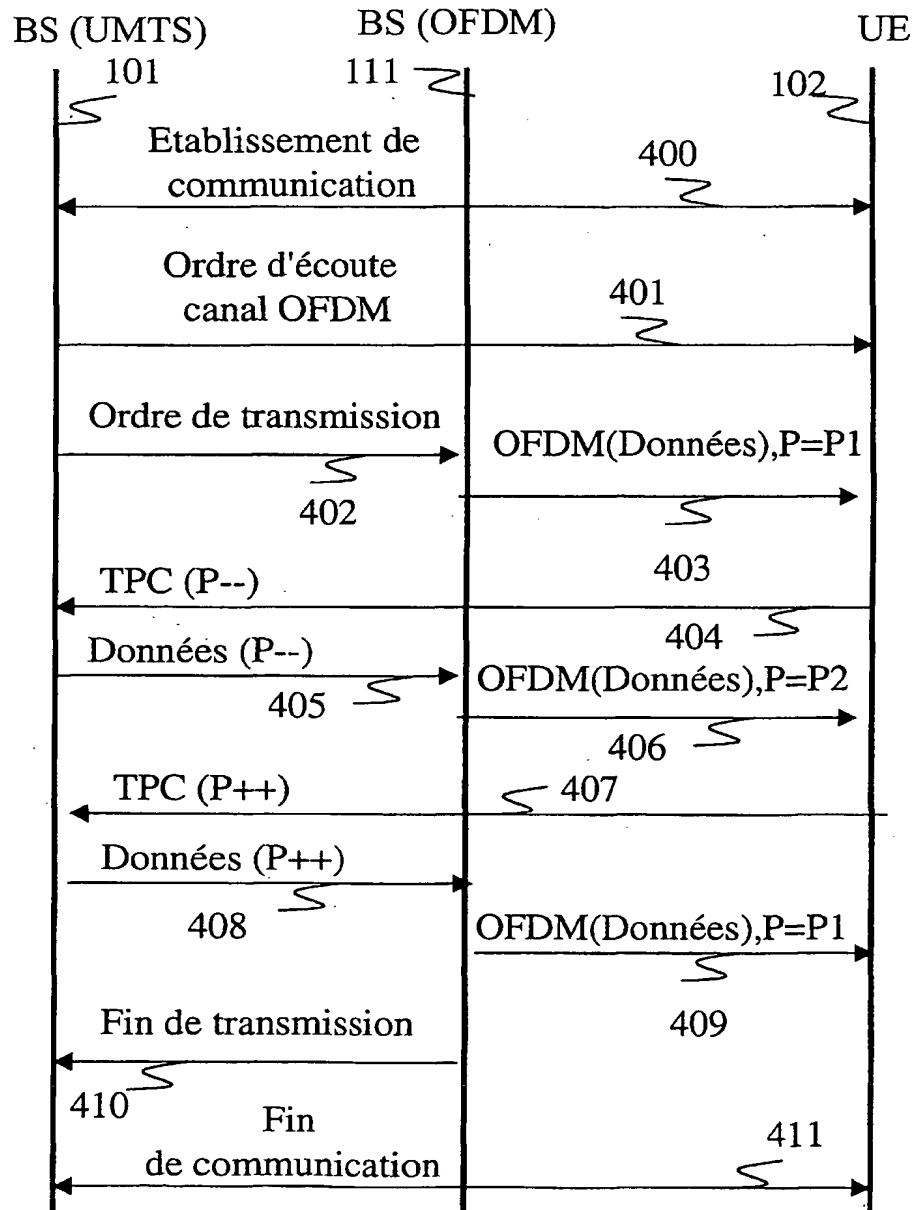 BS (UMTS)
BS (OFDM)
UE
101
111
102
Etablissement de
communication
400
Ordre d'écoute
canal OFDM
401
Ordre de transmission
OFDM(Données),P=P1
402
403
TPC (P--)
404
Données (P--)
OFDM(Données),P=P2
405
406
TPC (P++)
407
Données (P++)
408
OFDM(Données),P=P1
409
Fin de transmission
410
Fin
de communication
411